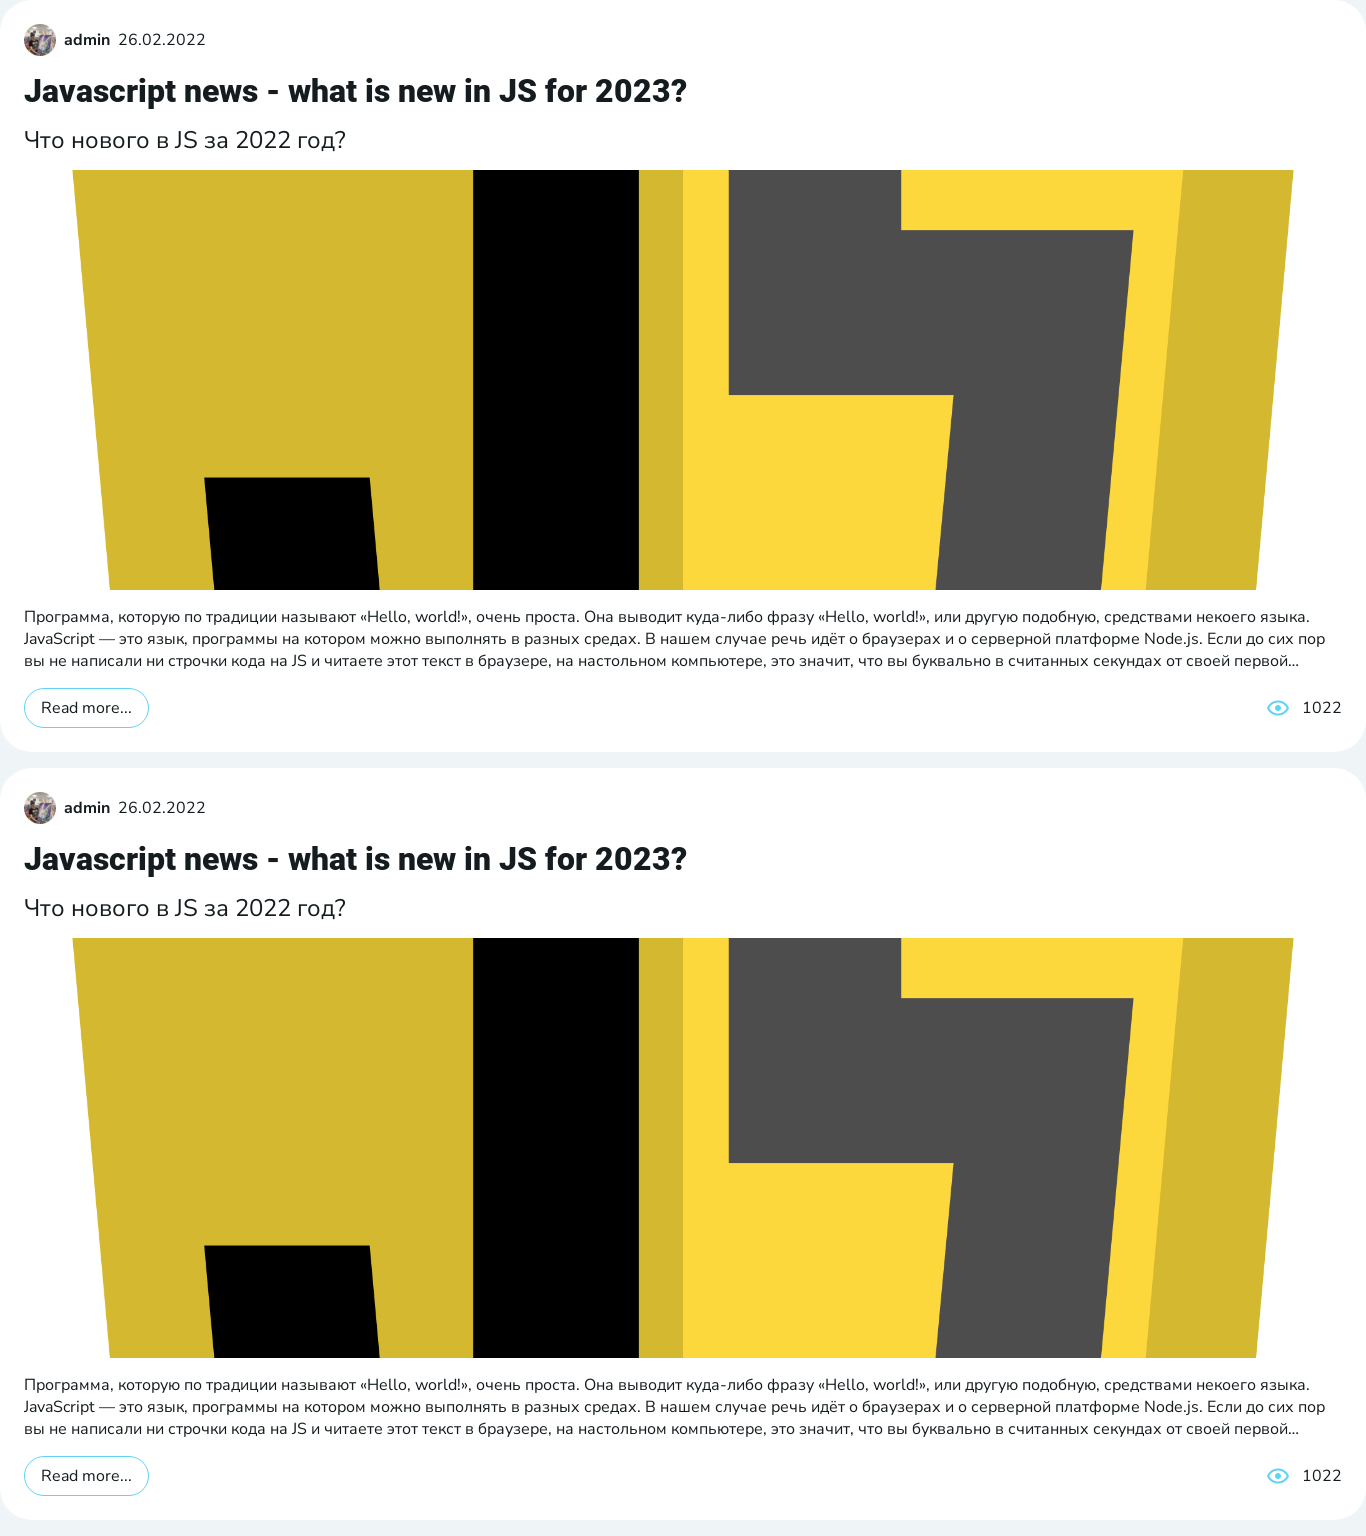 admin 26.02.2022
Javascript news - what is new in JS for 2023?
Что нового в JS за 2022 год?
Программа, которую по традиции называют «Hello, world!», очень проста. Она выводит куда-либо фразу «Hello, world!», или другую подобную, средствами некоего языка.
JavaScript — это язык, программы на котором можно выполнять в разных средах. В нашем случае речь идёт о браузерах и о серверной платформе Node.js. Если до сих пор
вы не написали ни строчки кода на JS и читаете этот текст в браузере, на настольном компьютере, это значит, что вы буквально в считанных секундах от своей первой...
Read more... 1022
admin 26.02.2022
Javascript news - what is new in JS for 2023?
Что нового в JS за 2022 год?
Программа, которую по традиции называют «Hello, world!», очень проста. Она выводит куда-либо фразу «Hello, world!», или другую подобную, средствами некоего языка.
JavaScript — это язык, программы на котором можно выполнять в разных средах. В нашем случае речь идёт о браузерах и о серверной платформе Node.js. Если до сих пор
вы не написали ни строчки кода на JS и читаете этот текст в браузере, на настольном компьютере, это значит, что вы буквально в считанных секундах от своей первой...
Read more... 1022